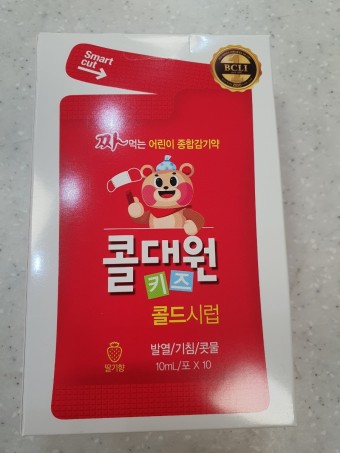 Smart
cut
BCLI
짜~먹는 어린이 종합감기약
콜대원
키즈
콜드시럽
딸기향
발열/기침/콧물
10mL/포 X 10